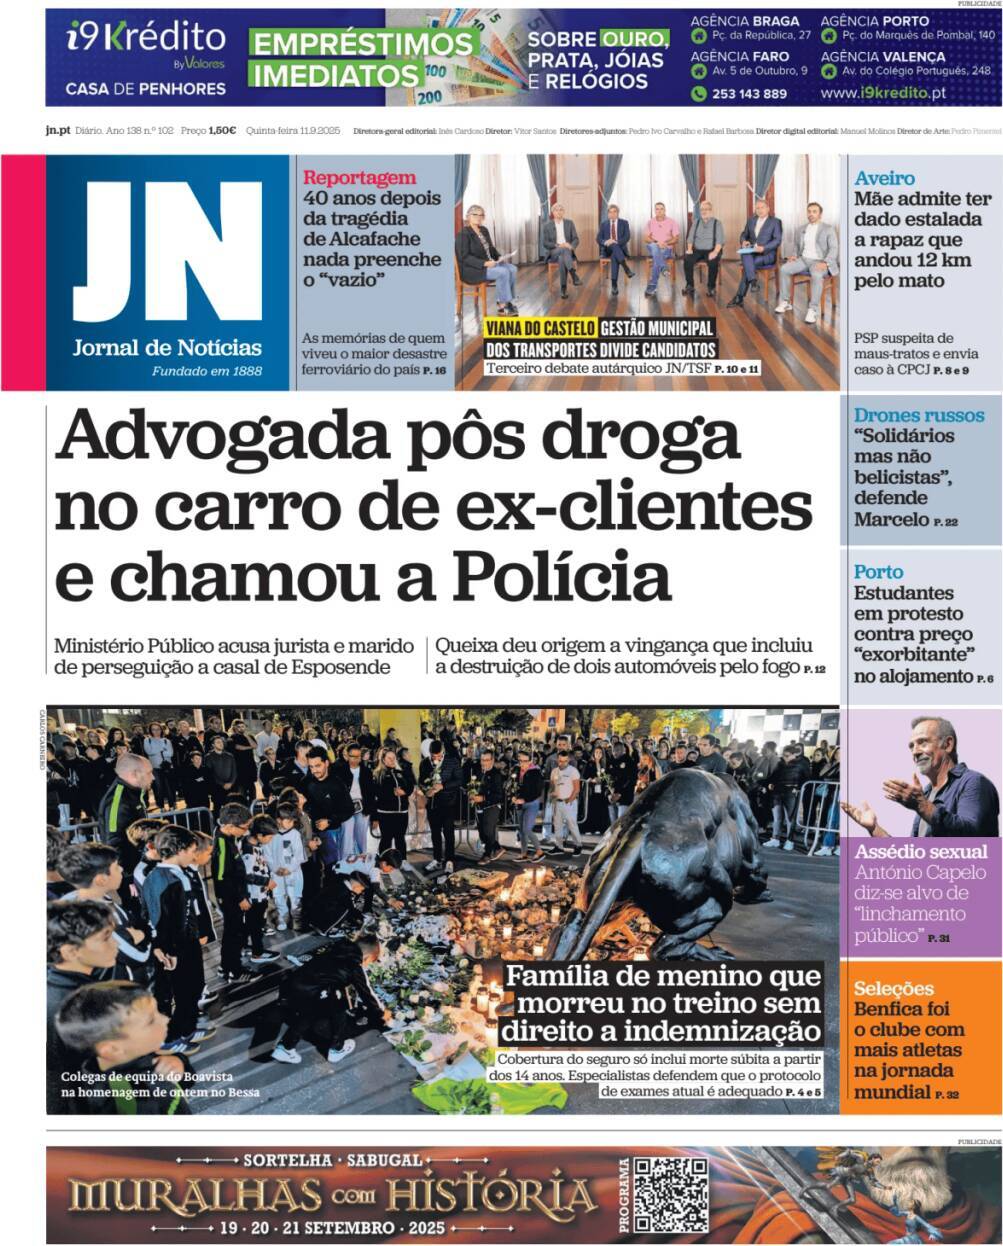 PUBLICIDADE
i9 Krédito
By Valores
CASA DE PENHORES
EMPRÉSTIMOS
IMEDIATOS
100
200
SOBRE OURO,
PRATA, JÓIAS
E RELÓGIOS
AGÊNCIA BRAGA
Pç. da República, 27
AGÊNCIA FARO
Av. 5 de Outubro, 9
253 143 889
AGÊNCIA PORTO
Pç. do Marquês de Pombal, 140
AGÊNCIA VALENÇA
Av. do Colégio Português, 248
www.i9kredito.pt
jn.pt Diário. Ano 138 n.º 102 Preço 1,50€ Quinta-feira 11.9.2025 Diretora-geral editorial: Inês Cardoso Diretor: Vítor Santos Diretores-adjuntos: Pedro Ivo Carvalho e Rafael Barbosa Diretor digital editorial: Manuel Molinos Diretor de Arte: Pedro Pimentel
JN
Jornal de Notícias
Fundado em 1888
Reportagem
40 anos depois
da tragédia
de Alcafache
nada preenche
o “vazio”
As memórias de quem
viveu o maior desastre
ferroviário do país P. 16
VIANA DO CASTELO GESTÃO MUNICIPAL
DOS TRANSPORTES DIVIDE CANDIDATOS
Terceiro debate autárquico JN/TSF P. 10 e 11
Aveiro
Mãe admite ter
dado estalada
a rapaz que
andou 12 km
pelo mato
PSP suspeita de
maus-tratos e envia
caso à CPCJ P. 8 e 9
Advogada pôs droga
no carro de ex-clientes
e chamou a Polícia
Ministério Público acusa jurista e marido
de perseguição a casal de Esposende
Queixa deu origem a vingança que incluiu
a destruição de dois automóveis pelo fogo P. 12
Drones russos
“Solidários
mas não
belicistas”,
defende
Marcelo P. 22
Porto
Estudantes
em protesto
contra preço
“exorbitante”
no alojamento P. 6
CARLOS CARNEIRO
Colegas de equipa do Boavista
na homenagem de ontem no Bessa
Família de menino que
morreu no treino sem
direito a indemnização
Cobertura do seguro só inclui morte súbita a partir
dos 14 anos. Especialistas defendem que o protocolo
de exames atual é adequado P. 4 e 5
Assédio sexual
António Capelo
diz-se alvo de
“linchamento
público” P. 31
Seleções
Benfica foi
o clube com
mais atletas
na jornada
mundial P. 32
PUBLICIDADE
SORTELHA · SABUGAL
MURALHAS COM HISTÓRIA
19 · 20 · 21 SETEMBRO · 2025
PROGRAMA